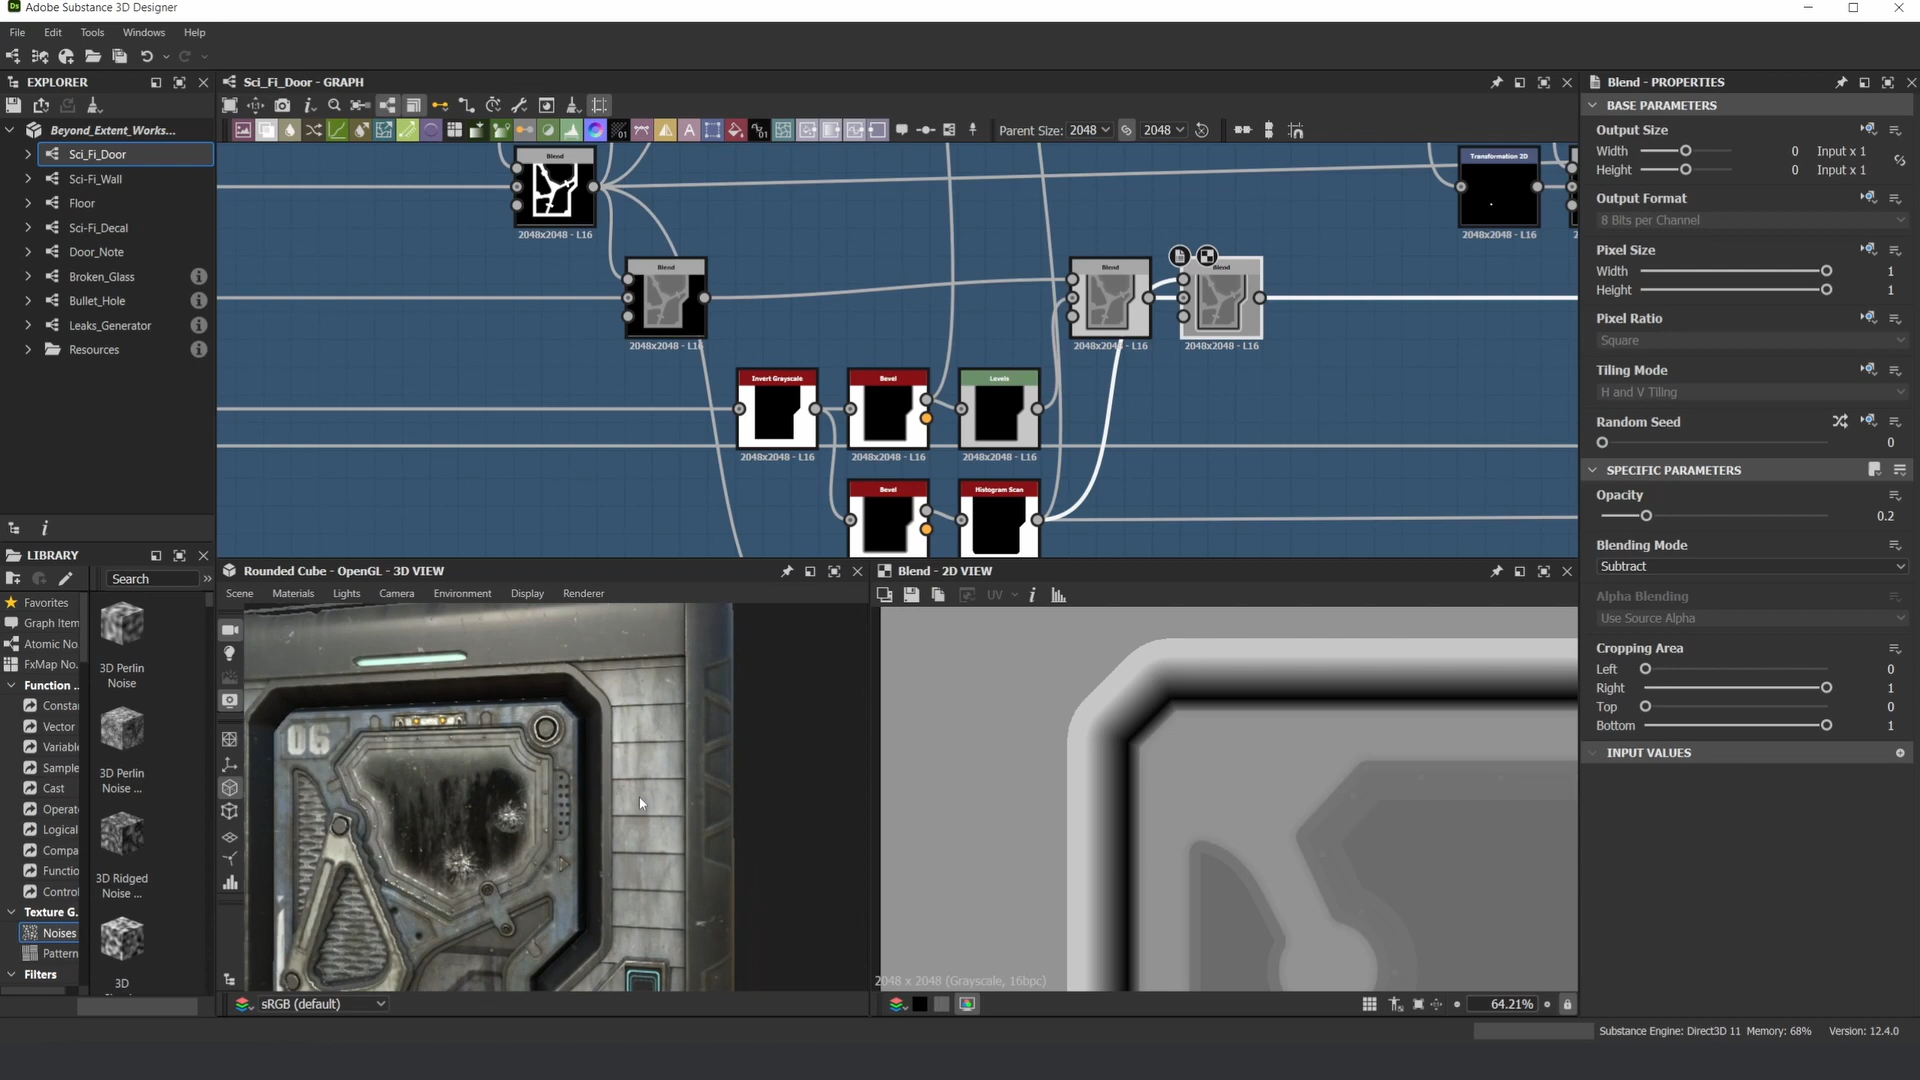 Adobe Substance 3D Designer
File Edit Tools Windows Help
EXPLORER
Beyond_Extent_Works...
Sci_Fi_Door
Sci-Fi_Wall
Floor
Sci-Fi_Decal
Door_Note
Broken_Glass
Bullet_Hole
Leaks_Generator
Resources
LIBRARY
Search
Favorites
Graph Item
Atomic No
FxMap No.
Function ..
Consta
Vector
Variabl
Sample
Cast
Operat
Logical
Compa
Functio
Control
Texture G.
Noises
Pattern
Filters
3D Perlin
Noise
3D Perlin
Noise ...
3D Ridged
Noise ...
3D
Sci_Fi_Door - GRAPH
Parent Size: 2048 2048
Blend
2048x2048 - L16
Transformation 2D
2048x2048 - L16
Blend
2048x2048 - L16
Blend
2048x2048 - L16
Blend
2048x2048 - L16
Invert Grayscale
2048x2048 - L16
Bevel
2048x2048 - L16
Levels
2048x2048 - L16
Bevel
Histogram Scan
Rounded Cube - OpenGL - 3D VIEW
Scene Materials Lights Camera Environment Display Renderer
06
sRGB (default)
Blend - 2D VIEW
UV
2048 x 2048 (Grayscale, 16bpc)
64.21%
Blend - PROPERTIES
BASE PARAMETERS
Output Size
Width 0 Input x 1
Height 0 Input x 1
Output Format
8 Bits per Channel
Pixel Size
Width 1
Height 1
Pixel Ratio
Square
Tiling Mode
H and V Tiling
Random Seed
0
SPECIFIC PARAMETERS
Opacity
0.2
Blending Mode
Subtract
Alpha Blending
Use Source Alpha
Cropping Area
Left 0
Right 1
Top 0
Bottom 1
INPUT VALUES
Substance Engine: Direct3D 11 Memory: 68% Version: 12.4.0